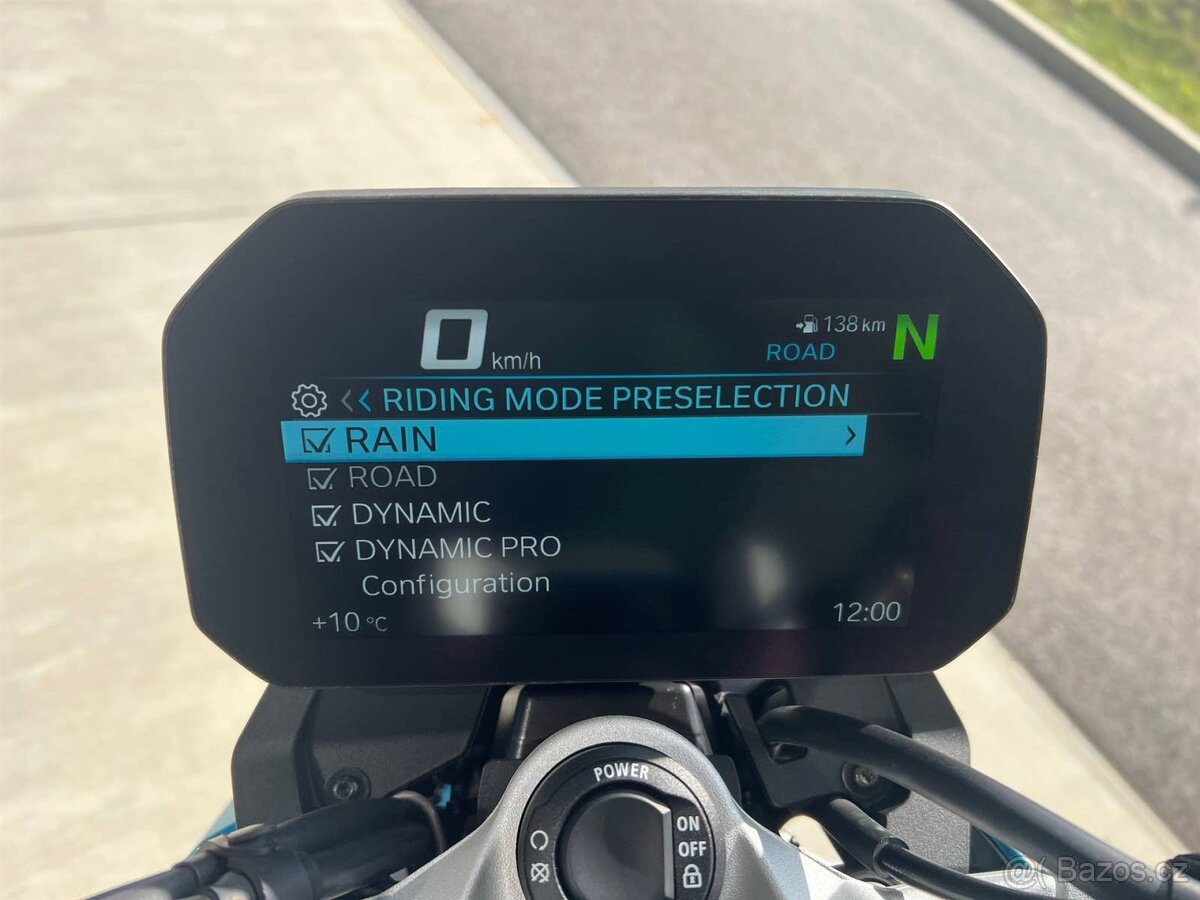 0 km/h
138 km N
ROAD
RIDING MODE PRESELECTION
RAIN
ROAD
DYNAMIC
DYNAMIC PRO
Configuration
+10 °C
12:00
POWER
ON
OFF
Bazos.cz